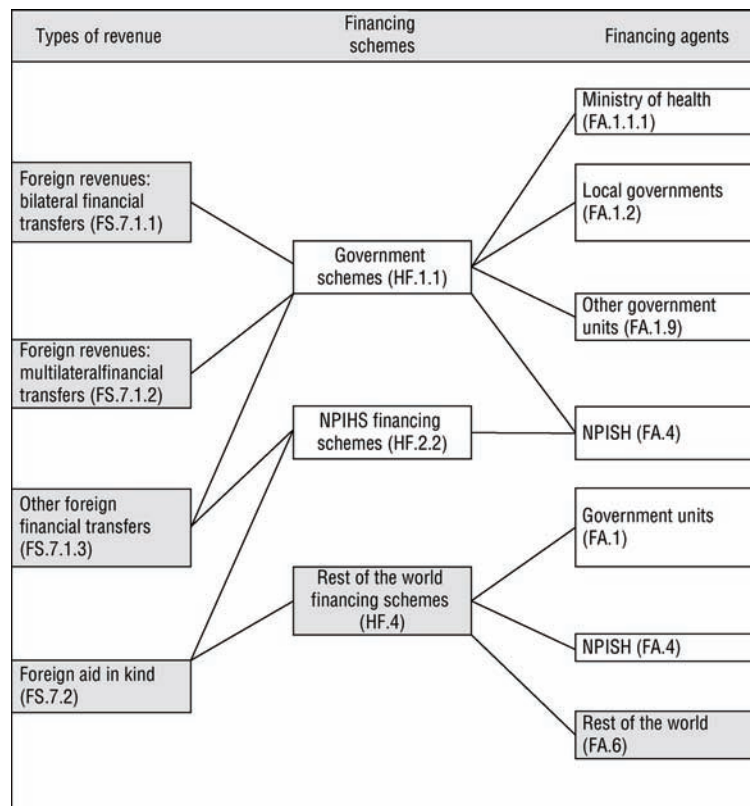 Types of revenue
Financing
schemes
Financing agents
Foreign revenues:
bilateral financial
transfers (FS.7.1.1)
Foreign revenues:
multilateralfinancial
transfers (FS.7.1.2)
Other foreign
financial transfers
(FS.7.1.3)
Foreign aid in kind
(FS.7.2)
Government
schemes (HF.1.1)
NPIHS financing
schemes (HF.2.2)
Rest of the world
financing schemes
(HF.4)
Ministry of health
(FA.1.1.1)
Local governments
(FA.1.2)
Other government
units (FA.1.9)
NPISH (FA.4)
Government units
(FA.1)
NPISH (FA.4)
Rest of the world
(FA.6)